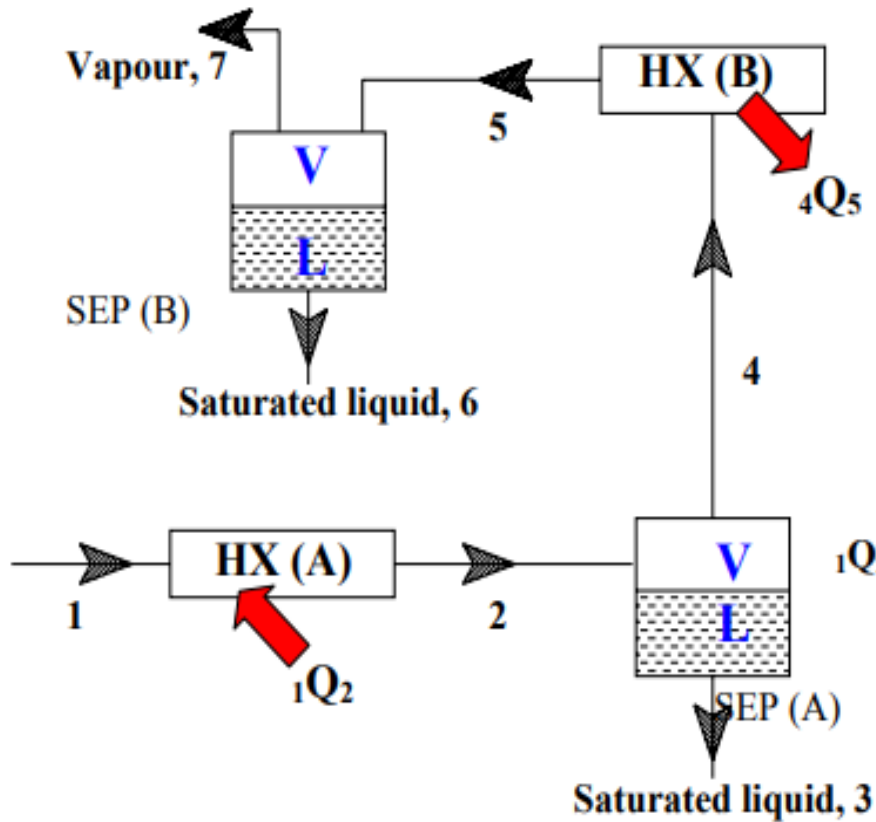 Vapour, 7
HX (B)
5
V
₄Q₅
L
SEP (B)
4
Saturated liquid, 6
HX (A)
V
₁Q
1
2
L
₁Q₂
SEP (A)
Saturated liquid, 3